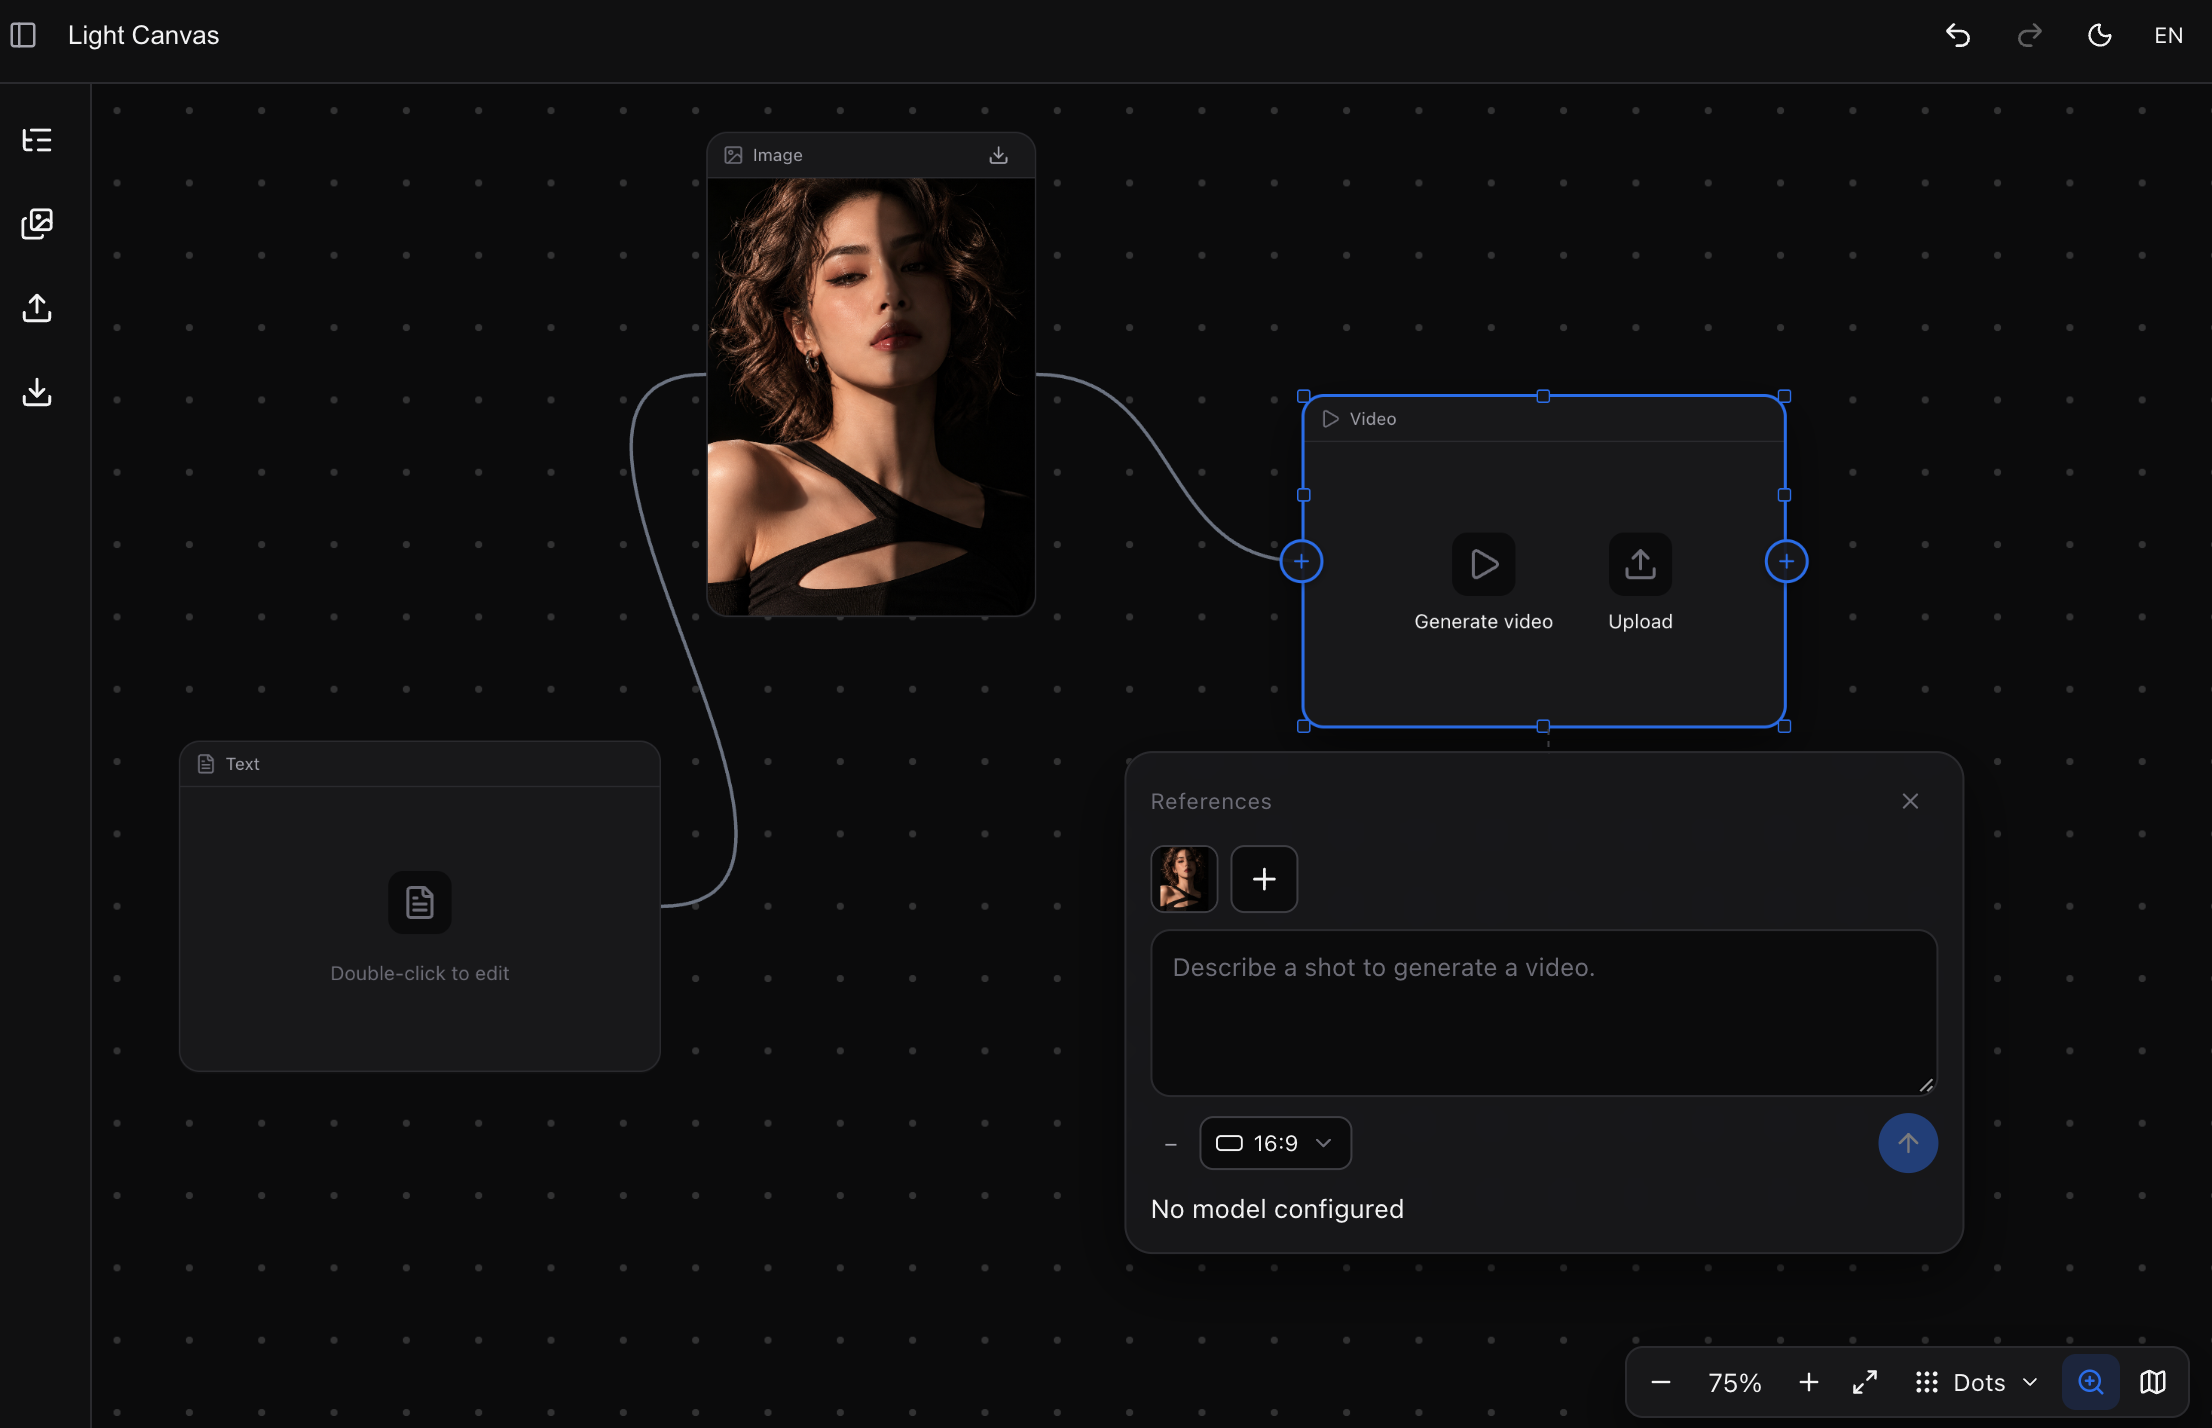 Light Canvas
EN
Image
Video
Generate video
Upload
Text
Double-click to edit
References
Describe a shot to generate a video.
16:9
No model configured
75%
Dots